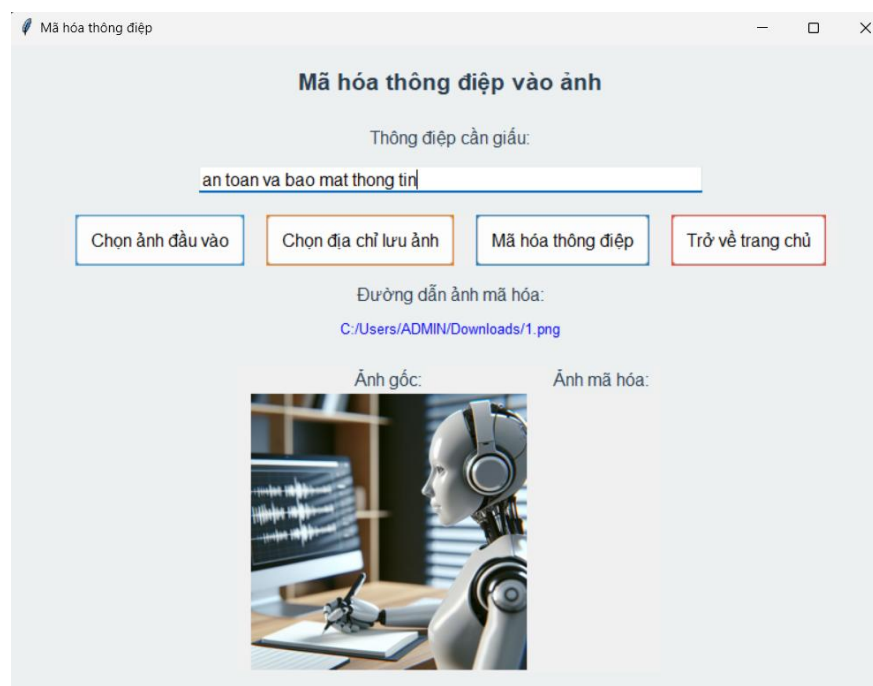 Mã hóa thông điệp
Mã hóa thông điệp vào ảnh
Thông điệp cần giấu:
an toan va bao mat thong tin
Chọn ảnh đầu vào
Chọn địa chỉ lưu ảnh
Mã hóa thông điệp
Trở về trang chủ
Đường dẫn ảnh mã hóa:
C:/Users/ADMIN/Downloads/1.png
Ảnh gốc:
Ảnh mã hóa: